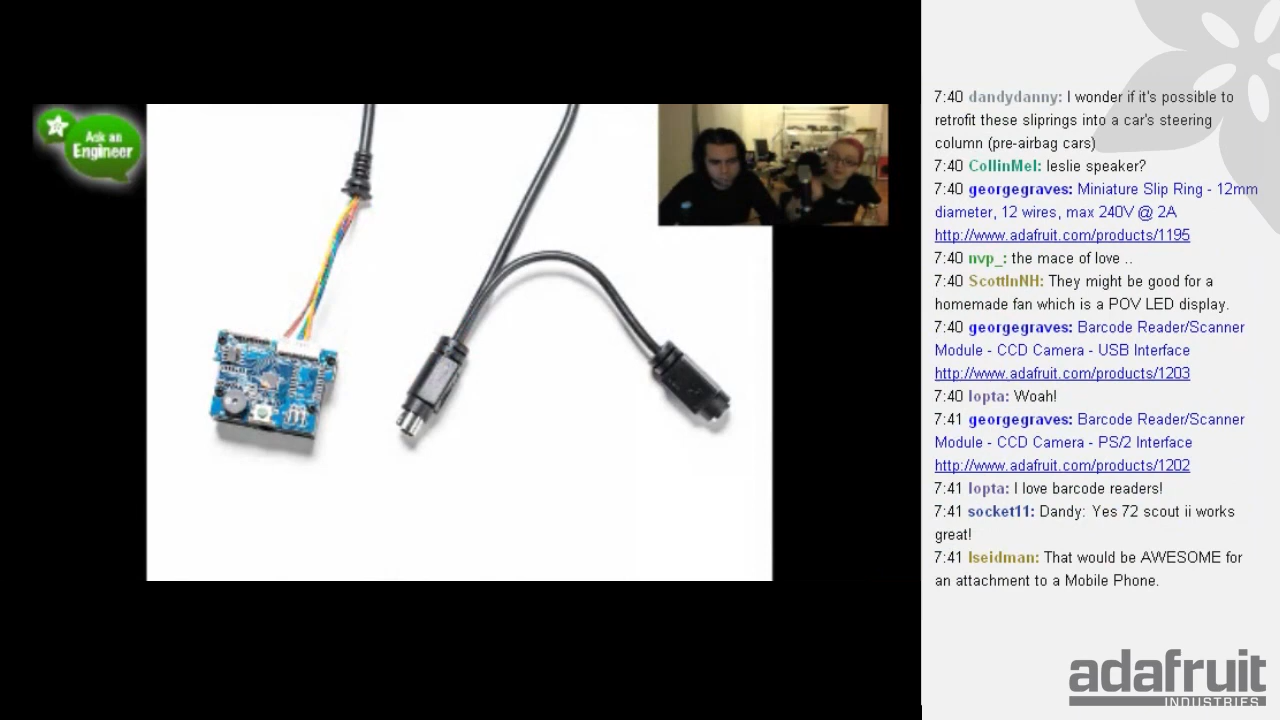 Ask an
Engineer
7:40 dandydanny: I wonder if it's possible to
retrofit these sliprings into a car's steering
column (pre-airbag cars)
7:40 CollinMel: leslie speaker?
7:40 georgegraves: Miniature Slip Ring - 12mm
diameter, 12 wires, max 240V @ 2A
http://www.adafruit.com/products/1195
7:40 nvp_: the mace of love ..
7:40 ScottInNH: They might be good for a
homemade fan which is a POV LED display.
7:40 georgegraves: Barcode Reader/Scanner
Module - CCD Camera - USB Interface
http://www.adafruit.com/products/1203
7:40 lopta: Woah!
7:41 georgegraves: Barcode Reader/Scanner
Module - CCD Camera - PS/2 Interface
http://www.adafruit.com/products/1202
7:41 lopta: I love barcode readers!
7:41 socket11: Dandy: Yes 72 scout ii works
great!
7:41 lseidman: That would be AWESOME for
an attachment to a Mobile Phone.
adafruit
INDUSTRIES